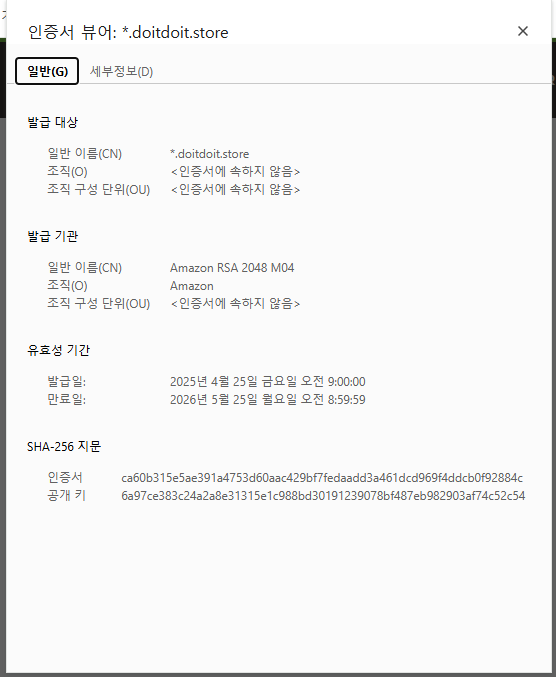 인증서 뷰어: *.doitdoit.store
일반(G) 세부정보(D)
발급 대상
일반 이름(CN) *.doitdoit.store
조직(O) <인증서에 속하지 않음>
조직 구성 단위(OU) <인증서에 속하지 않음>
발급 기관
일반 이름(CN) Amazon RSA 2048 M04
조직(O) Amazon
조직 구성 단위(OU) <인증서에 속하지 않음>
유효성 기간
발급일: 2025년 4월 25일 금요일 오전 9:00:00
만료일: 2026년 5월 25일 월요일 오전 8:59:59
SHA-256 지문
인증서 ca60b315e5ae391a4753d60aac429bf7fedaadd3a461dcd969f4ddcb0f92884c
공개 키 6a97ce383c24a2a8e31315e1c988bd30191239078bf487eb982903af74c52c54